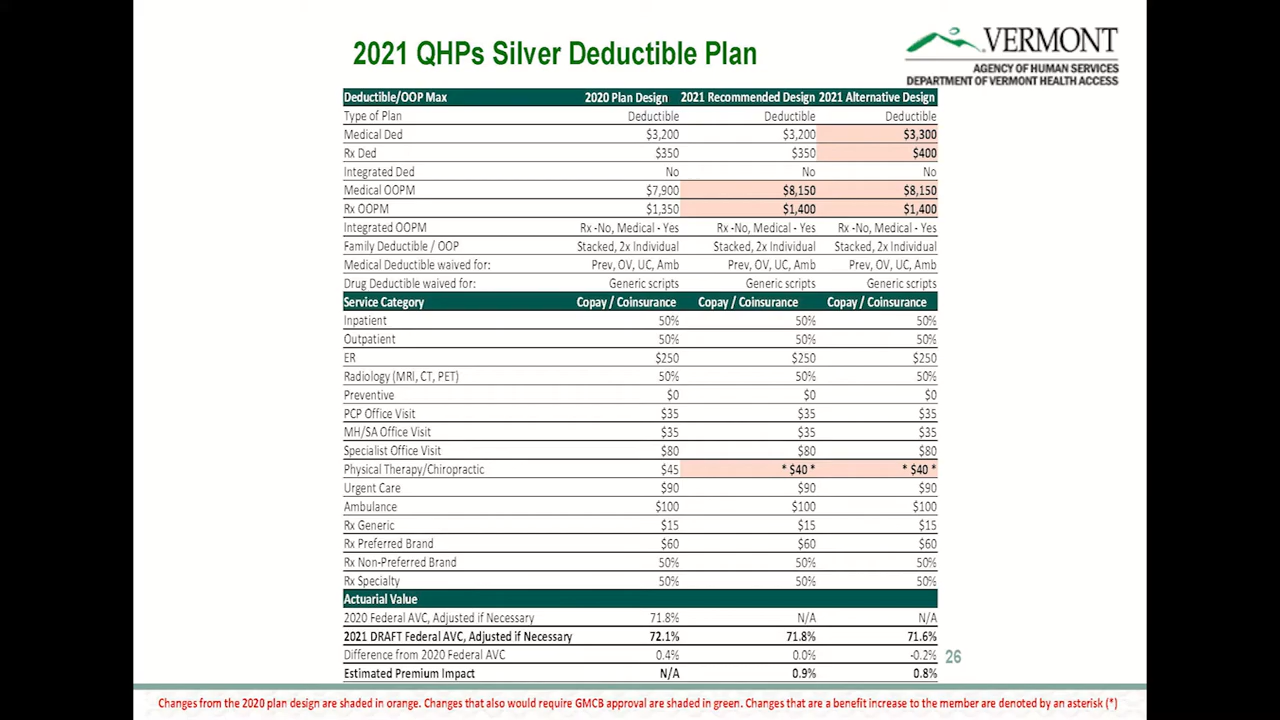 2021 QHPs Silver Deductible Plan
VERMONT
AGENCY OF HUMAN SERVICES
DEPARTMENT OF VERMONT HEALTH ACCESS
Deductible/OOP Max 2020 Plan Design 2021 Recommended Design 2021 Alternative Design
Type of Plan Deductible Deductible Deductible
Medical Ded $3,200 $3,200 $3,300
Rx Ded $350 $350 $400
Integrated Ded No No No
Medical OOPM $7,900 $8,150 $8,150
Rx OOPM $1,350 $1,400 $1,400
Integrated OOPM Rx -No, Medical - Yes Rx -No, Medical - Yes Rx -No, Medical - Yes
Family Deductible / OOP Stacked, 2x Individual Stacked, 2x Individual Stacked, 2x Individual
Medical Deductible waived for: Prev, OV, UC, Amb Prev, OV, UC, Amb Prev, OV, UC, Amb
Drug Deductible waived for: Generic scripts Generic scripts Generic scripts
Service Category Copay / Coinsurance Copay / Coinsurance Copay / Coinsurance
Inpatient 50% 50% 50%
Outpatient 50% 50% 50%
ER $250 $250 $250
Radiology (MRI, CT, PET) 50% 50% 50%
Preventive $0 $0 $0
PCP Office Visit $35 $35 $35
MH/SA Office Visit $35 $35 $35
Specialist Office Visit $80 $80 $80
Physical Therapy/Chiropractic $45 * $40 * * $40 *
Urgent Care $90 $90 $90
Ambulance $100 $100 $100
Rx Generic $15 $15 $15
Rx Preferred Brand $60 $60 $60
Rx Non-Preferred Brand 50% 50% 50%
Rx Specialty 50% 50% 50%
Actuarial Value
2020 Federal AVC, Adjusted if Necessary 71.8% N/A N/A
2021 DRAFT Federal AVC, Adjusted if Necessary 72.1% 71.8% 71.6%
Difference from 2020 Federal AVC 0.4% 0.0% -0.2%
Estimated Premium Impact N/A 0.9% 0.8%
26
Changes from the 2020 plan design are shaded in orange. Changes that also would require GMCB approval are shaded in green. Changes that are a benefit increase to the member are denoted by an asterisk (*)